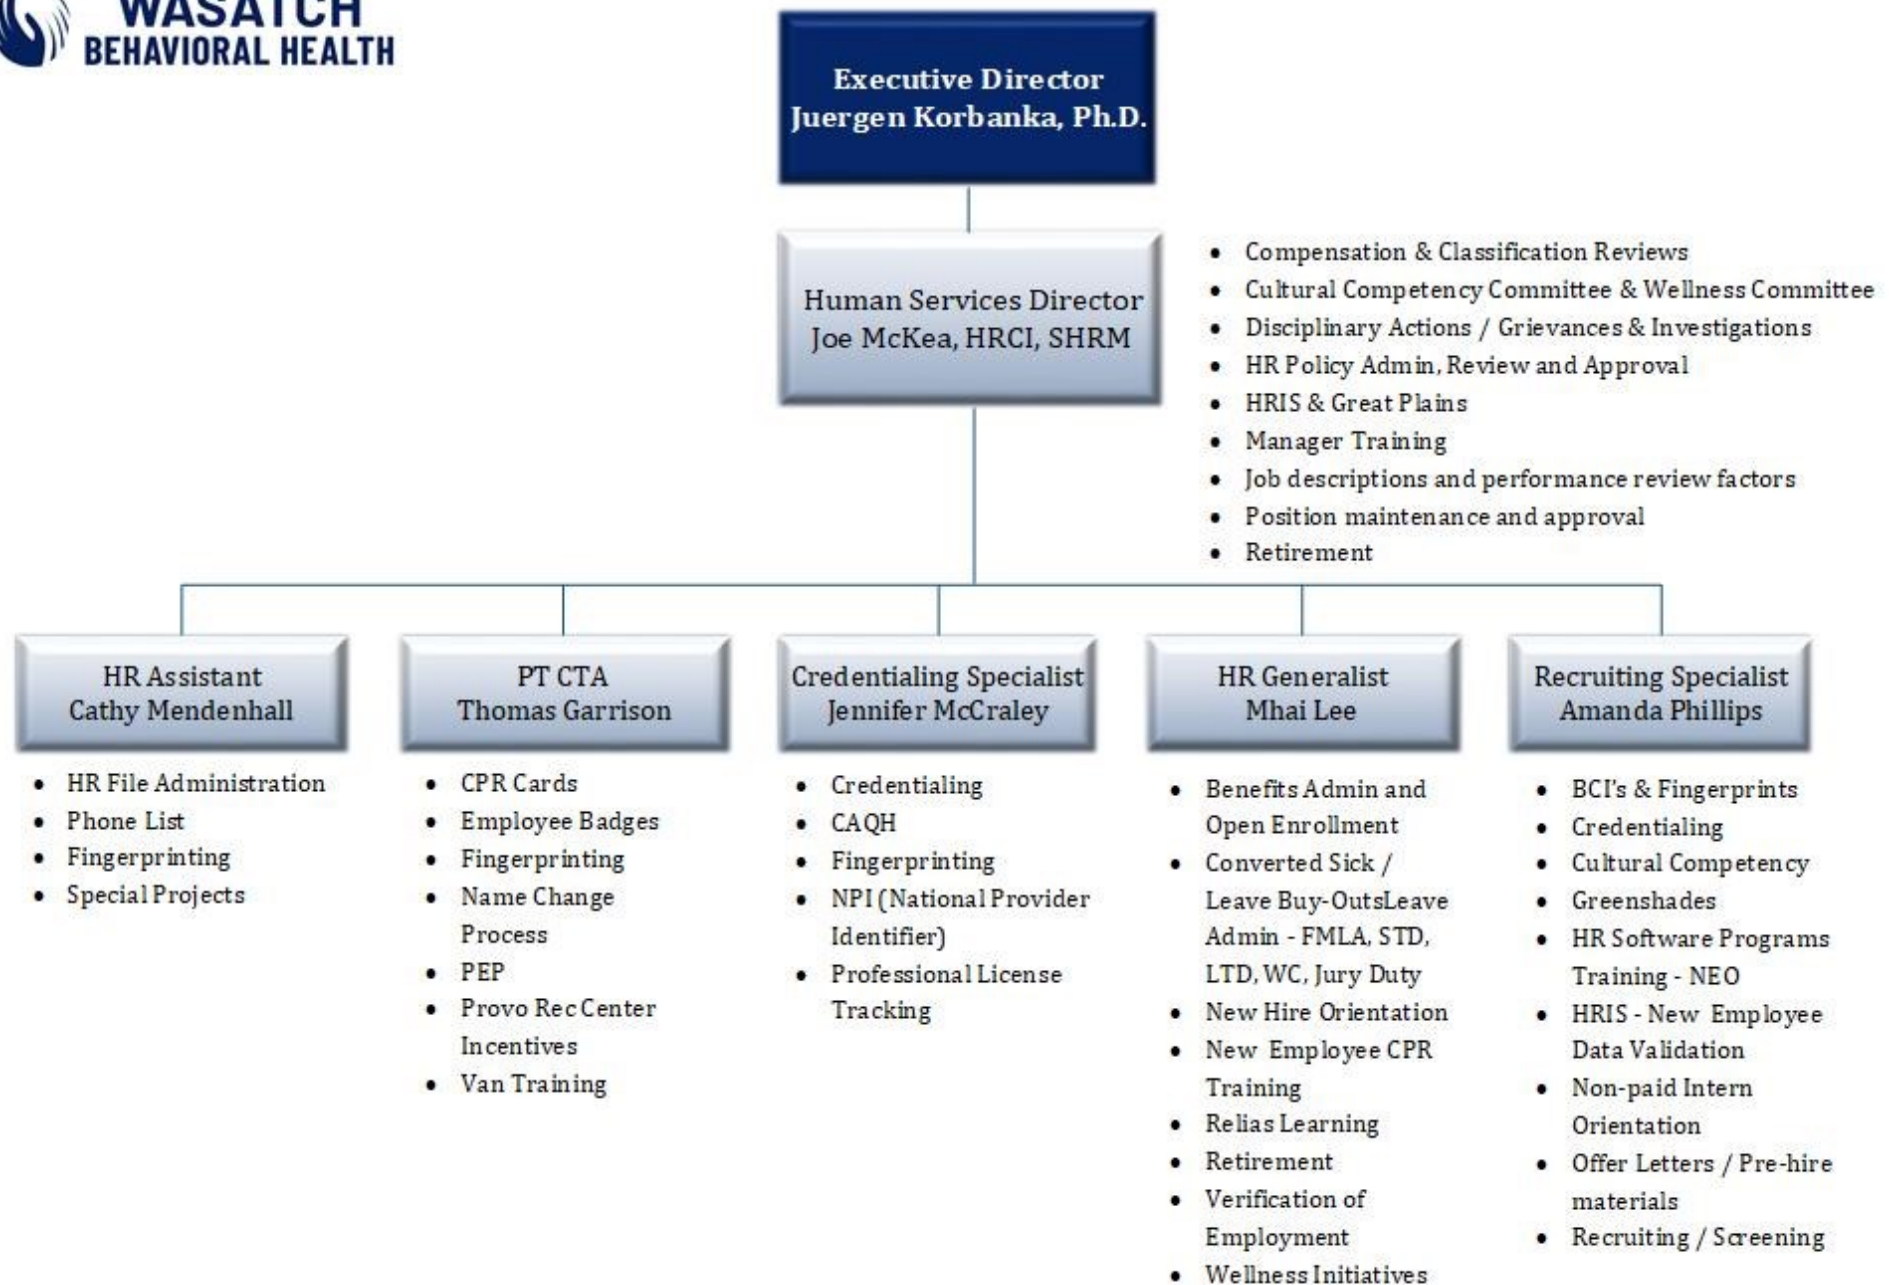 WASATCH
BEHAVIORAL HEALTH
Executive Director
Juergen Korbanka, Ph.D.
Human Services Director
Joe McKea, HRCI, SHRM
• Compensation & Classification Reviews
• Cultural Competency Committee & Wellness Committee
• Disciplinary Actions / Grievances & Investigations
• HR Policy Admin, Review and Approval
• HRIS & Great Plains
• Manager Training
• Job descriptions and performance review factors
• Position maintenance and approval
• Retirement
HR Assistant
Cathy Mendenhall
• HR File Administration
• Phone List
• Fingerprinting
• Special Projects
PT CTA
Thomas Garrison
• CPR Cards
• Employee Badges
• Fingerprinting
• Name Change
Process
• PEP
• Provo Rec Center
Incentives
• Van Training
Credentialing Specialist
Jennifer McCraley
• Credentialing
• CAQH
• Fingerprinting
• NPI (National Provider
Identifier)
• Professional License
Tracking
HR Generalist
Mhai Lee
• Benefits Admin and
Open Enrollment
• Converted Sick /
Leave Buy-OutsLeave
Admin - FMLA, STD,
LTD, WC, Jury Duty
• New Hire Orientation
• New Employee CPR
Training
• Relias Learning
• Retirement
• Verification of
Employment
• Wellness Initiatives
Recruiting Specialist
Amanda Phillips
• BCI's & Fingerprints
• Credentialing
• Cultural Competency
• Greenshades
• HR Software Programs
Training - NEO
• HRIS - New Employee
Data Validation
• Non-paid Intern
Orientation
• Offer Letters / Pre-hire
materials
• Recruiting / Screening